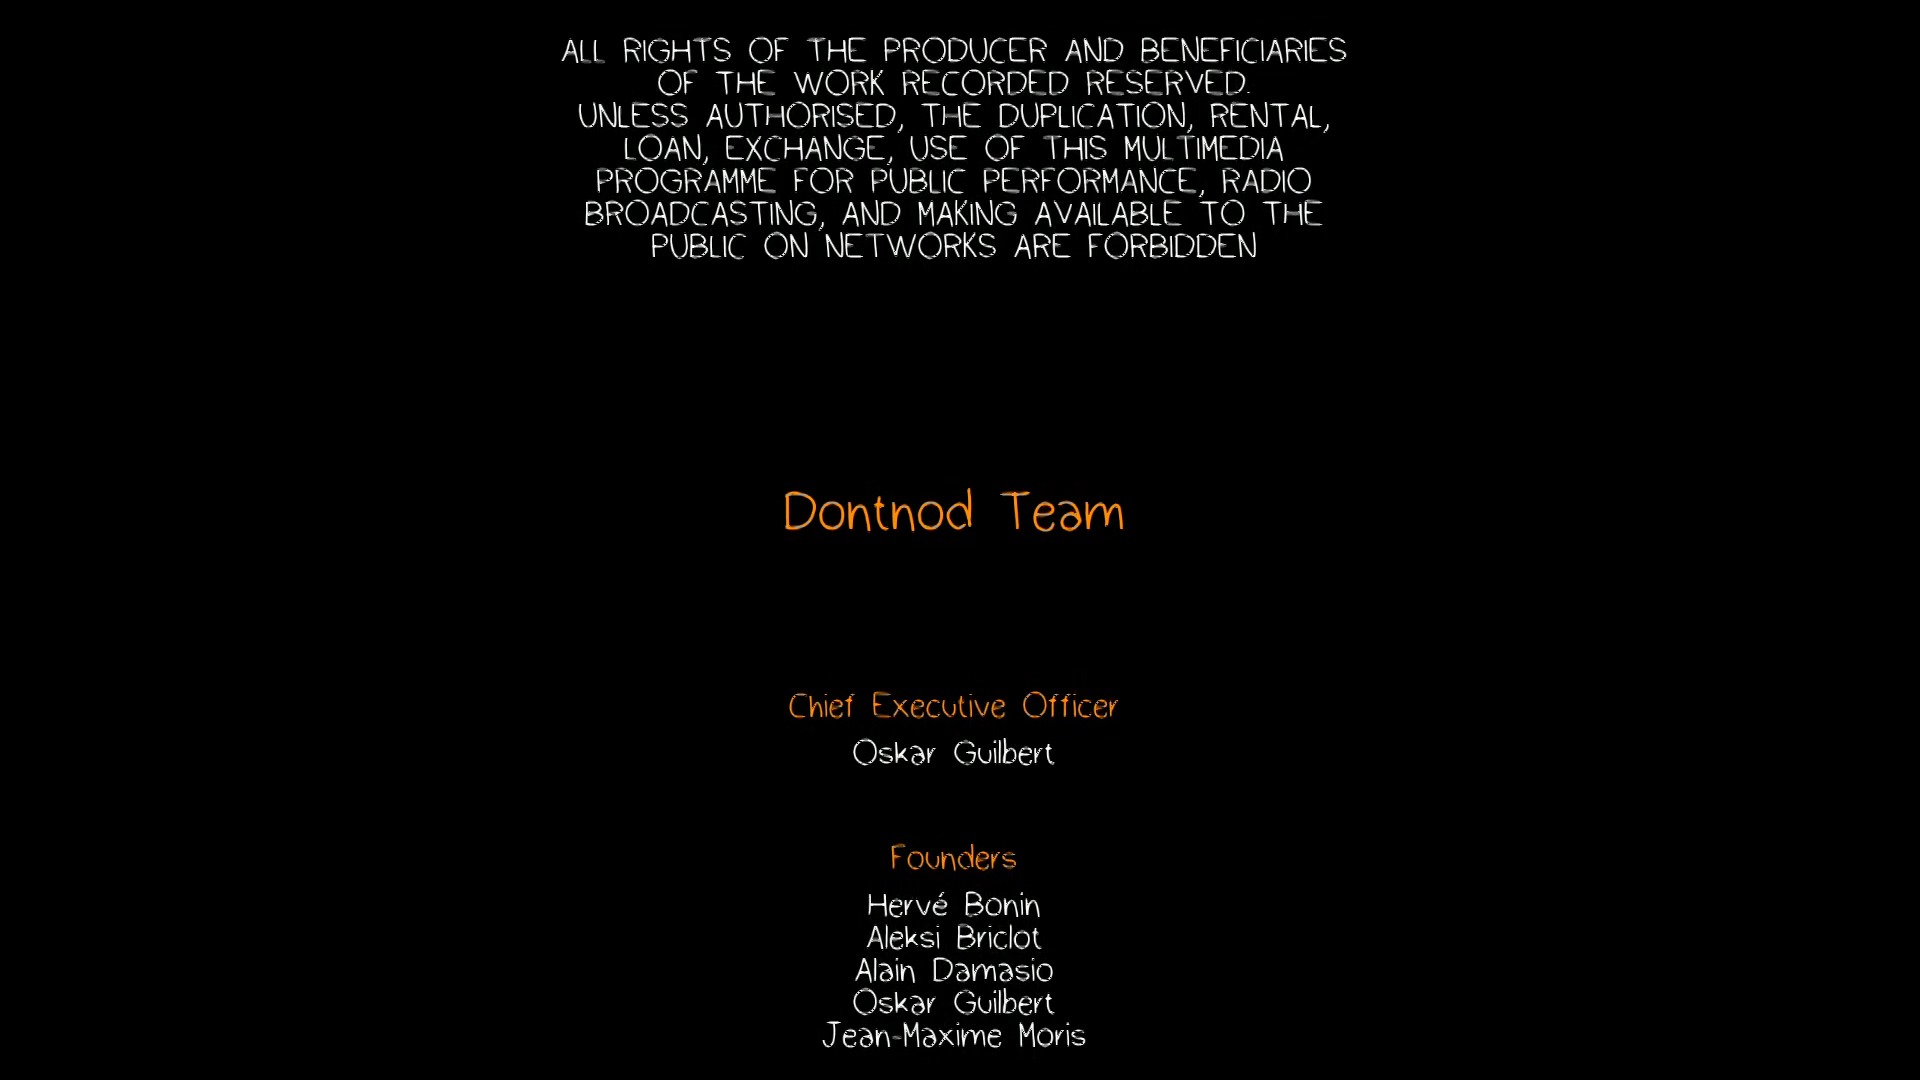 ALL RIGHTS OF THE PRODUCER AND BENEFICIARIES
OF THE WORK RECORDED RESERVED.
UNLESS AUTHORISED, THE DUPLICATION, RENTAL,
LOAN, EXCHANGE, USE OF THIS MULTIMEDIA
PROGRAMME FOR PUBLIC PERFORMANCE, RADIO
BROADCASTING, AND MAKING AVAILABLE TO THE
PUBLIC ON NETWORKS ARE FORBIDDEN
Dontnod Team
Chief Executive Officer
Oskar Guilbert
Founders
Hervé Bonin
Aleksi Briclot
Alain Damasio
Oskar Guilbert
Jean-Maxime Moris